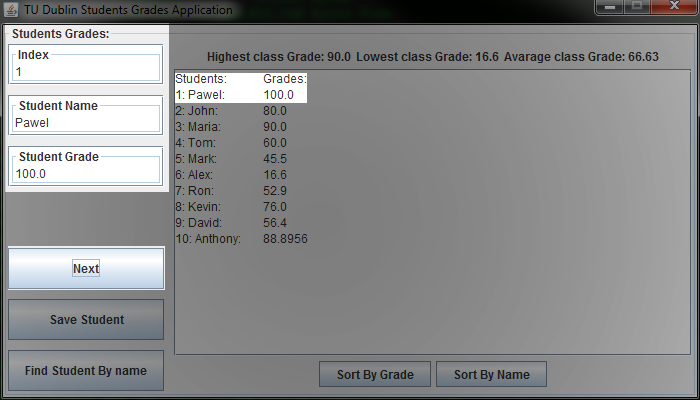 TU Dublin Students Grades Application
Students Grades:
Index
1
Student Name
Pawel
Student Grade
100.0
Next
Save Student
Find Student By name
Highest class Grade: 90.0 Lowest class Grade: 16.6 Avarage class Grade: 66.63
Students: Grades:
1: Pawel: 100.0
2: John: 80.0
3: Maria: 90.0
4: Tom: 60.0
5: Mark: 45.5
6: Alex: 16.6
7: Ron: 52.9
8: Kevin: 76.0
9: David: 56.4
10: Anthony: 88.8956
Sort By Grade
Sort By Name